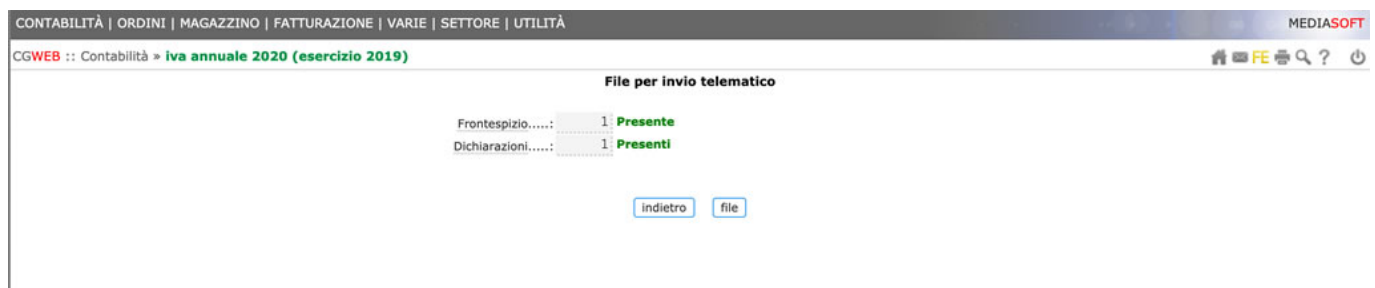 CONTABILITÀ | ORDINI | MAGAZZINO | FATTURAZIONE | VARIE | SETTORE | UTILITÀ MEDIASOFT
CGWEB :: Contabilità » iva annuale 2020 (esercizio 2019) FE ?
File per invio telematico
Frontespizio.....: 1 Presente
Dichiarazioni.....: 1 Presenti
indietro file